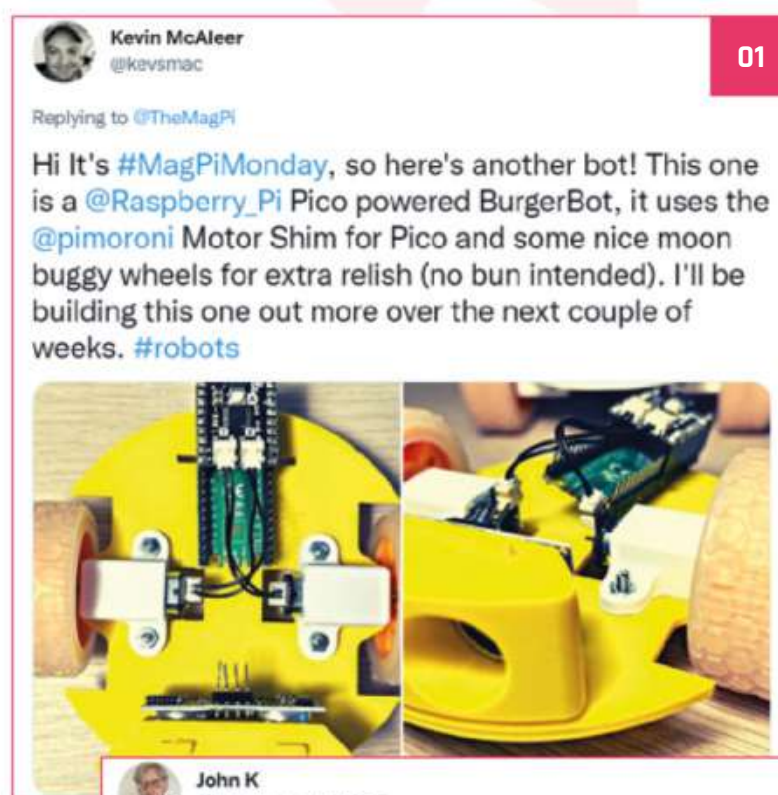 Kevin McAleer
@kevsmac
01
Replying to @TheMagPi
Hi It's #MagPiMonday, so here's another bot! This one
is a @Raspberry_Pi Pico powered BurgerBot, it uses the
@pimoroni Motor Shim for Pico and some nice moon
buggy wheels for extra relish (no bun intended). I'll be
building this one out more over the next couple of
weeks. #robots
John K